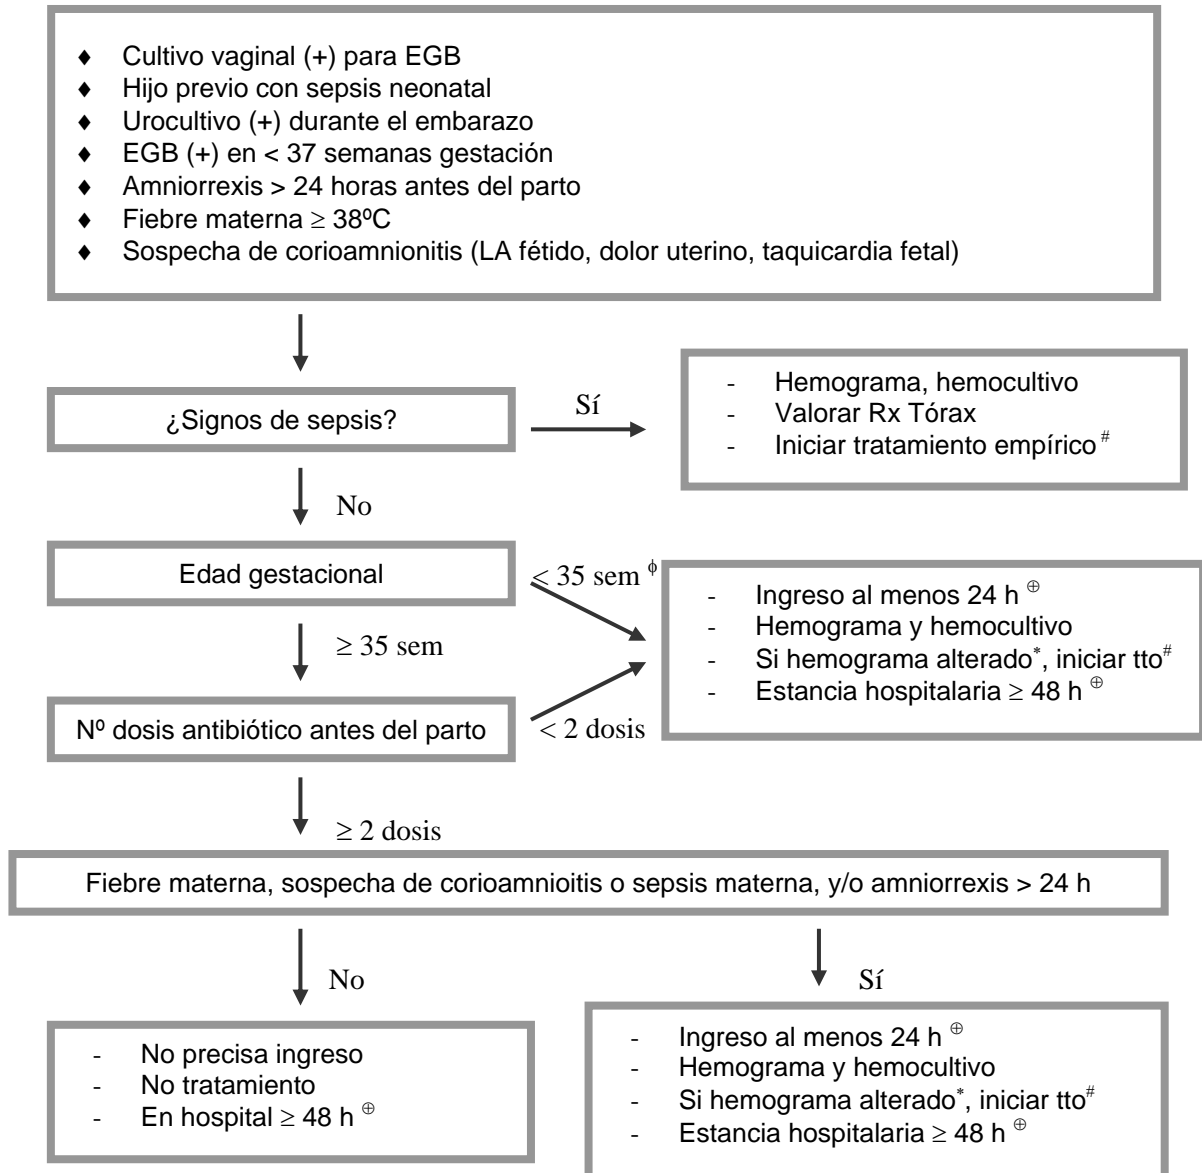 ♦ Cultivo vaginal (+) para EGB
♦ Hijo previo con sepsis neonatal
♦ Urocultivo (+) durante el embarazo
♦ EGB (+) en < 37 semanas gestación
♦ Amniorrexis > 24 horas antes del parto
♦ Fiebre materna ≥ 38ºC
♦ Sospecha de corioamnionitis (LA fétido, dolor uterino, taquicardia fetal)
¿Signos de sepsis?
Sí
- Hemograma, hemocultivo
- Valorar Rx Tórax
- Iniciar tratamiento empírico #
No
Edad gestacional
< 35 sem ϕ
- Ingreso al menos 24 h ⊕
- Hemograma y hemocultivo
- Si hemograma alterado*, iniciar tto#
- Estancia hospitalaria ≥ 48 h ⊕
≥ 35 sem
Nº dosis antibiótico antes del parto
< 2 dosis
≥ 2 dosis
Fiebre materna, sospecha de corioamnioitis o sepsis materna, y/o amniorrexis > 24 h
No
Sí
- No precisa ingreso
- No tratamiento
- En hospital ≥ 48 h ⊕
- Ingreso al menos 24 h ⊕
- Hemograma y hemocultivo
- Si hemograma alterado*, iniciar tto#
- Estancia hospitalaria ≥ 48 h ⊕